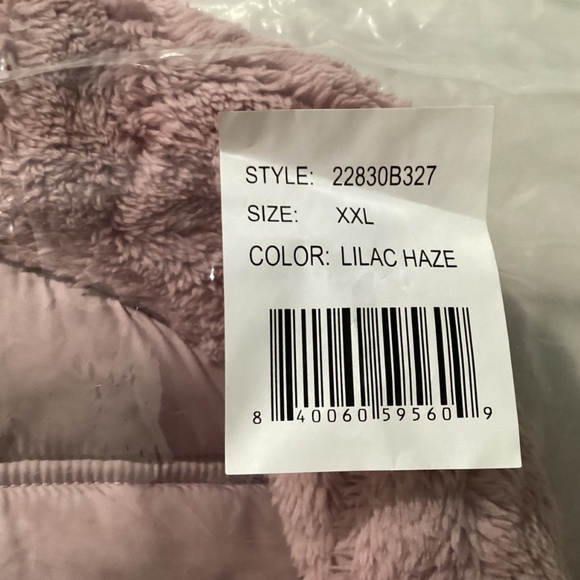 STYLE: 22830B327
SIZE: XXL
COLOR: LILAC HAZE
8 40060 59560 9